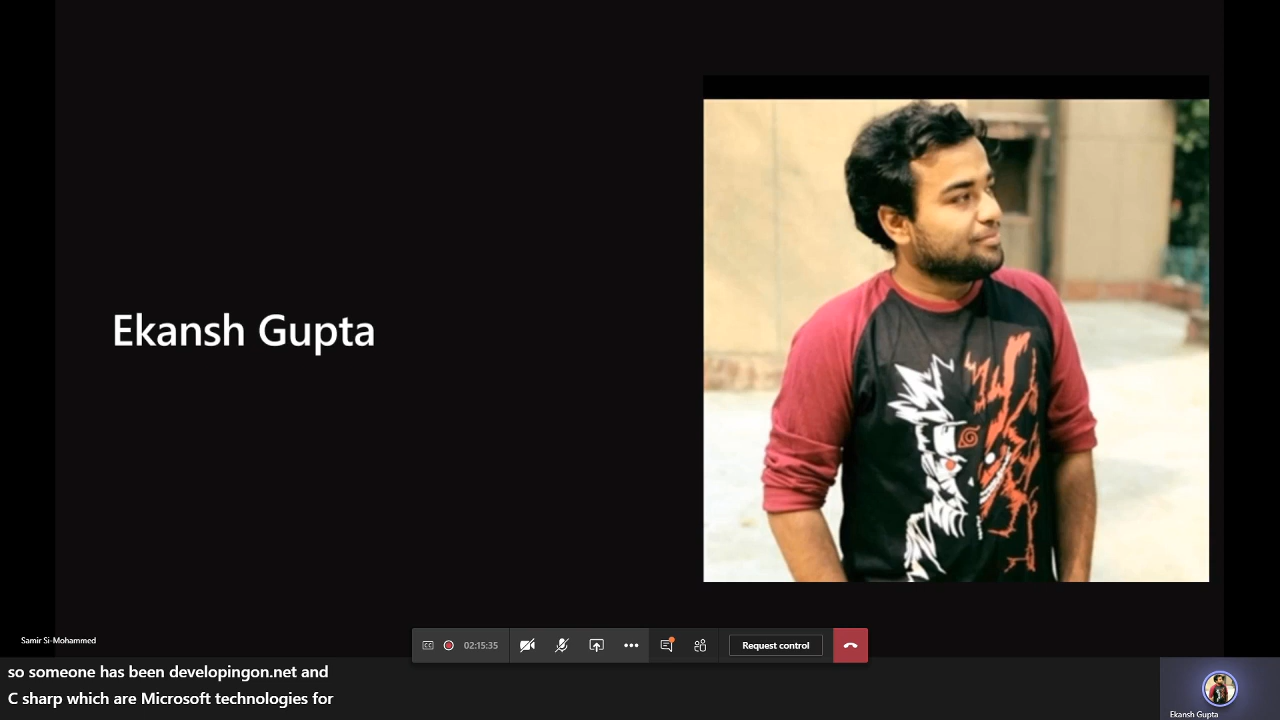 Ekansh Gupta
Samir Si-Mohammed
CC
02:15:35
Request control
so someone has been developingon.net and
C sharp which are Microsoft technologies for
Ekansh Gupta